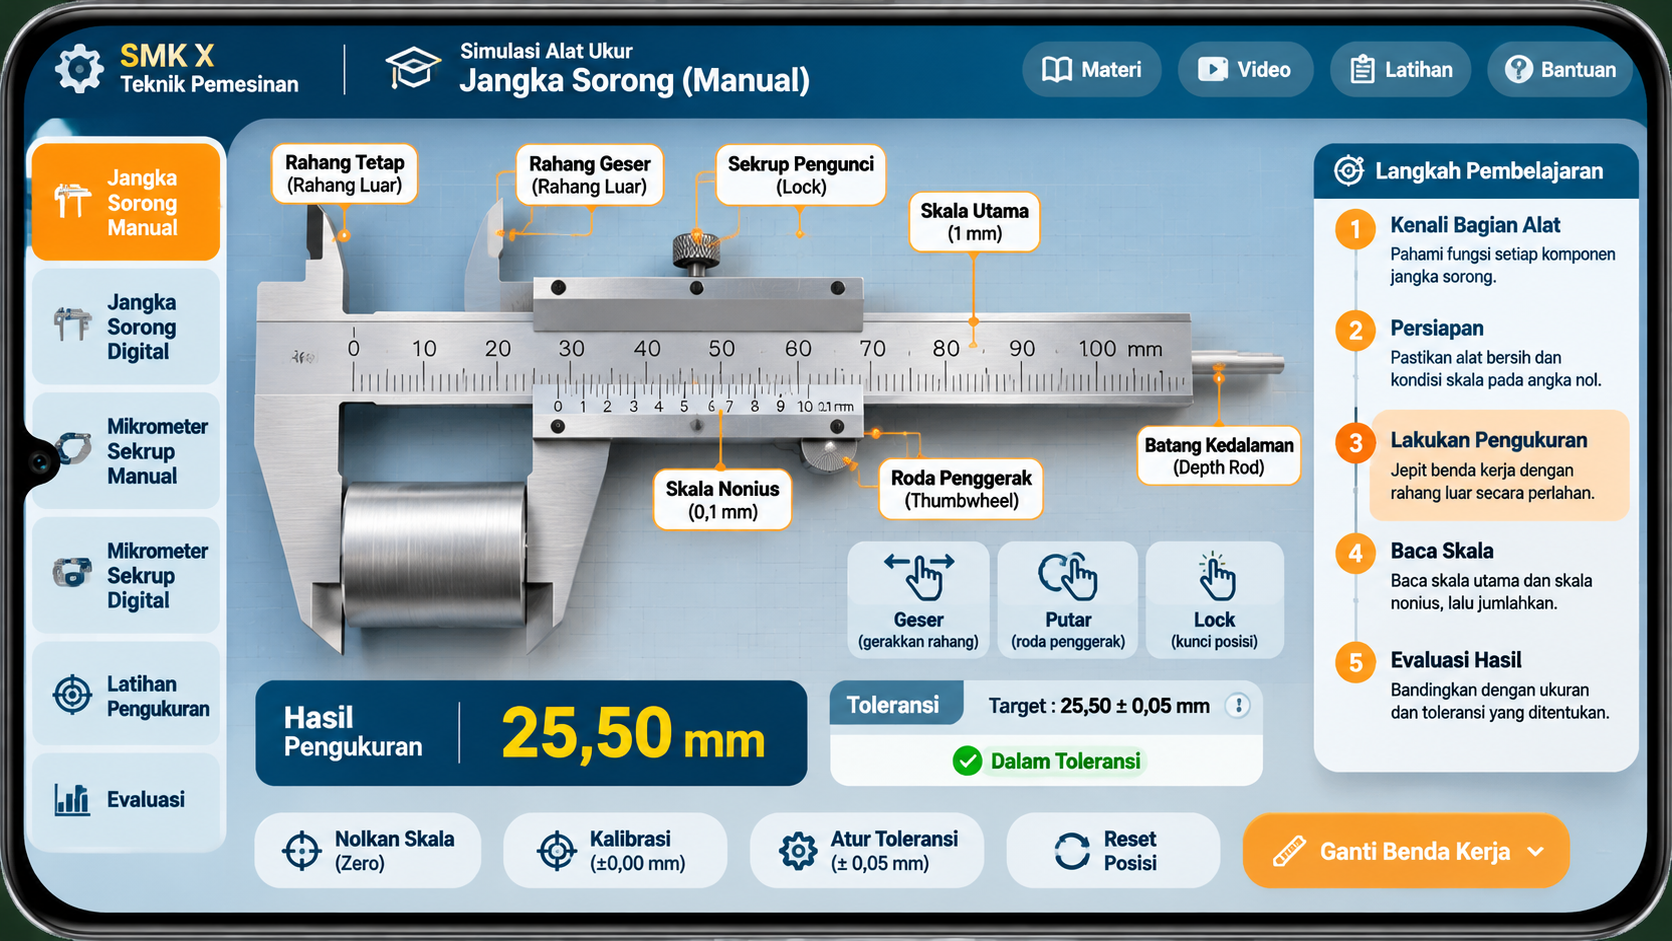 SMK X
Teknik Pemesinan
Simulasi Alat Ukur
Jangka Sorong (Manual)
Materi
Video
Latihan
Bantuan
Jangka
Sorong
Manual
Jangka
Sorong
Digital
Mikrometer
Sekrup
Manual
Mikrometer
Sekrup
Digital
Latihan
Pengukuran
Evaluasi
Rahang Tetap
(Rahang Luar)
Rahang Geser
(Rahang Luar)
Sekrup Pengunci
(Lock)
Skala Utama
(1 mm)
0 10 20 30 40 50 60 70 80 90 100 mm
0 1 2 3 4 5 6 7 8 9 10 0.1 mm
Batang Kedalaman
(Depth Rod)
Skala Nonius
(0,1 mm)
Roda Penggerak
(Thumbwheel)
Geser
(gerakkan rahang)
Putar
(roda penggerak)
Lock
(kunci posisi)
Hasil
Pengukuran
25,50 mm
Toleransi
Target : 25,50 ± 0,05 mm
Dalam Toleransi
Langkah Pembelajaran
1 Kenali Bagian Alat
Pahami fungsi setiap komponen
jangka sorong.
2 Persiapan
Pastikan alat bersih dan
kondisi skala pada angka nol.
3 Lakukan Pengukuran
Jepit benda kerja dengan
rahang luar secara perlahan.
4 Baca Skala
Baca skala utama dan skala
nonius, lalu jumlahkan.
5 Evaluasi Hasil
Bandingkan dengan ukuran
dan toleransi yang ditentukan.
Nolkan Skala
(Zero)
Kalibrasi
(±0,00 mm)
Atur Toleransi
(± 0,05 mm)
Reset
Posisi
Ganti Benda Kerja